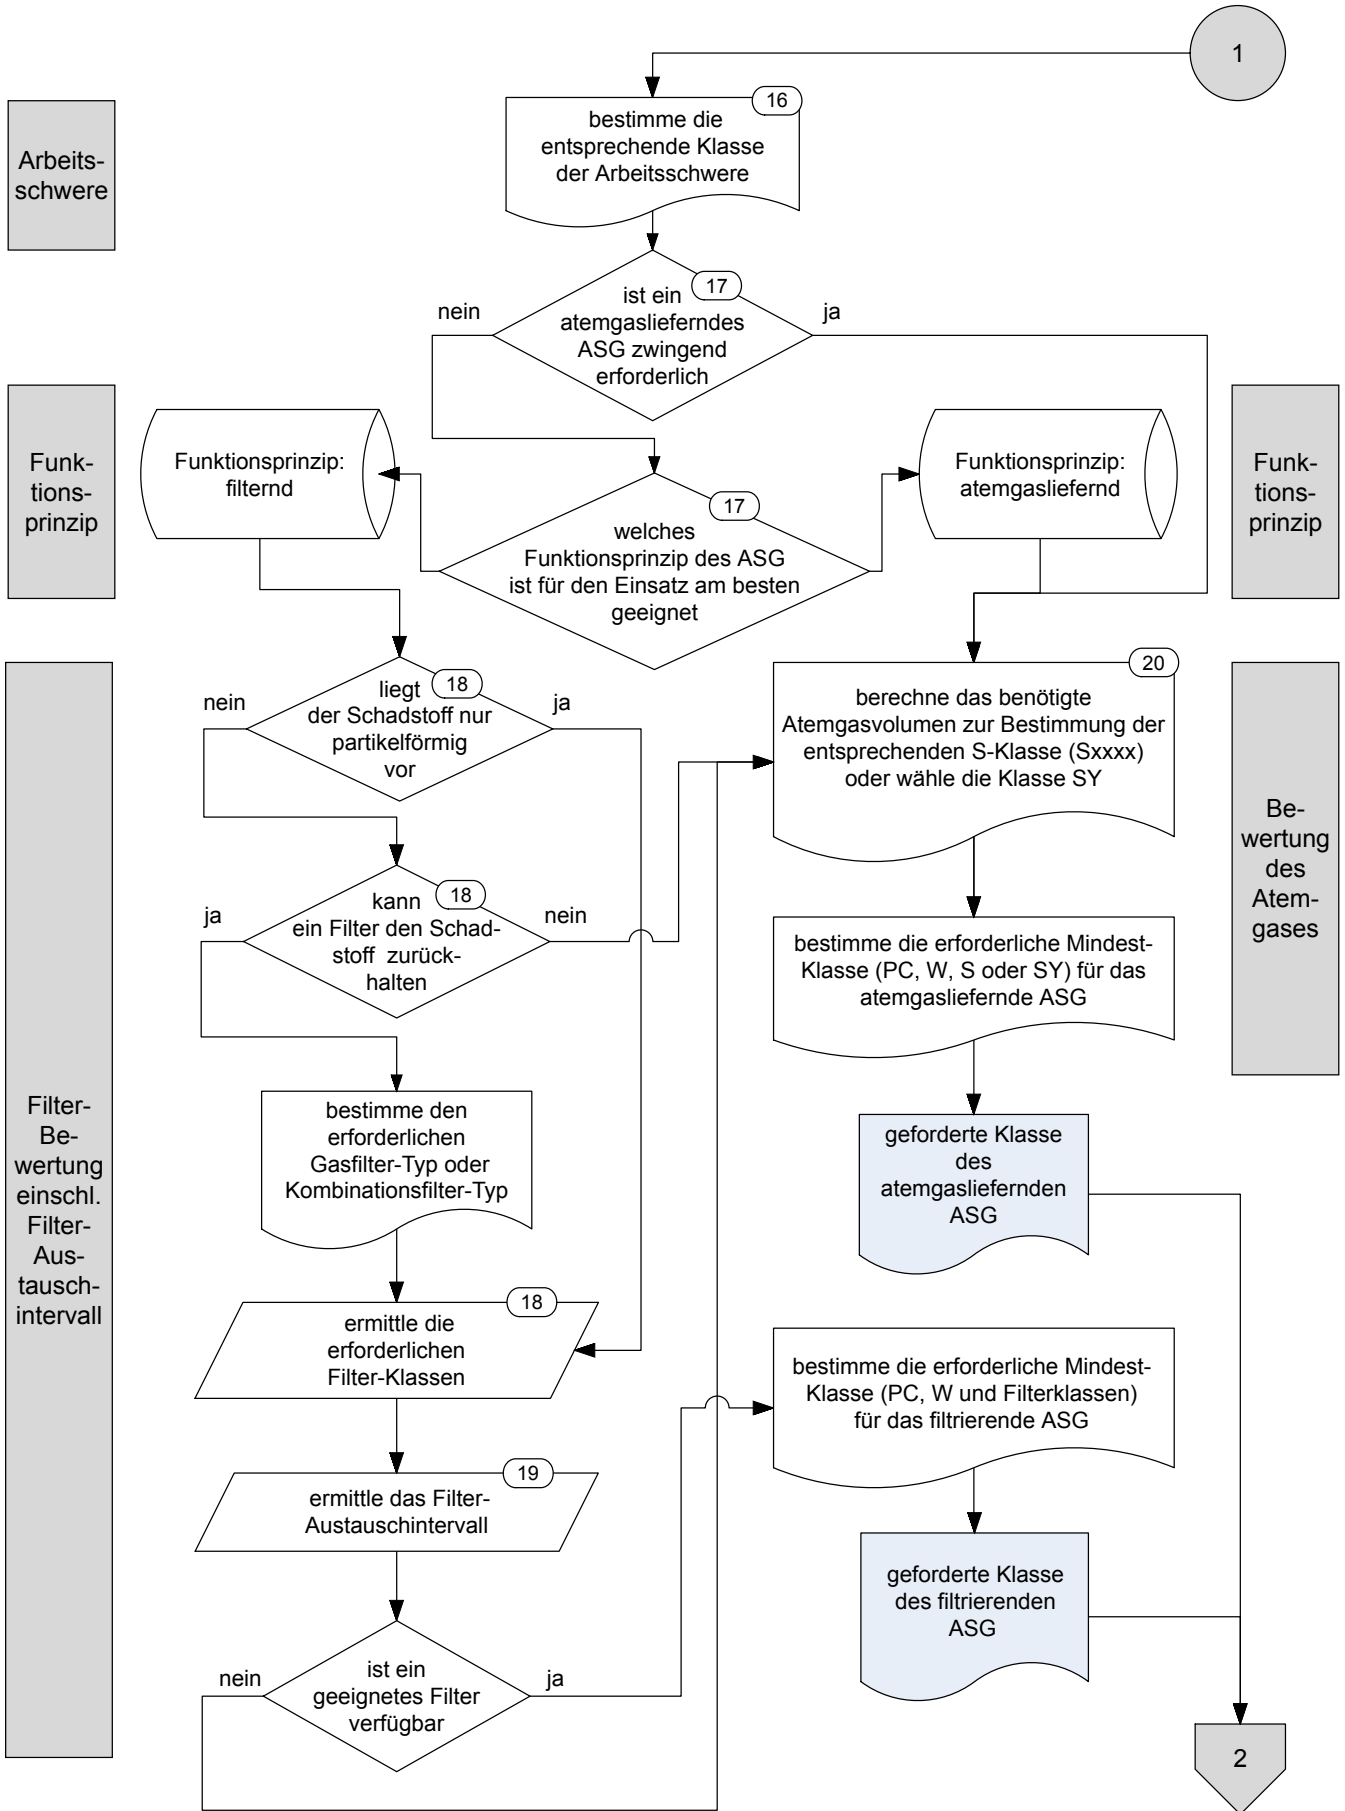 1
16
bestimme die
entsprechende Klasse
der Arbeitsschwere
Arbeits-
schwere
17
nein
ist ein
atemgaslieferndes
ASG zwingend
erforderlich
ja
Funk-
tions-
prinzip
Funktionsprinzip:
filternd
Funktionsprinzip:
atemgasliefernd
Funk-
tions-
prinzip
17
welches
Funktionsprinzip des ASG
ist für den Einsatz am besten
geeignet
nein
18
liegt
der Schadstoff nur
partikelförmig
vor
ja
20
berechne das benötigte
Atemgasvolumen zur Bestimmung der
entsprechenden S-Klasse (Sxxxx)
oder wähle die Klasse SY
Be-
wertung
des
Atem-
gases
ja
18
kann
ein Filter den Schad-
stoff zurück-
halten
nein
bestimme die erforderliche Mindest-
Klasse (PC, W, S oder SY) für das
atemgasliefernde ASG
Filter-
Be-
wertung
einschl.
Filter-
Aus-
tausch-
intervall
bestimme den
erforderlichen
Gasfilter-Typ oder
Kombinationsfilter-Typ
geforderte Klasse
des
atemgasliefernden
ASG
18
ermittle die
erforderlichen
Filter-Klassen
bestimme die erforderliche Mindest-
Klasse (PC, W und Filterklassen)
für das filtrierende ASG
19
ermittle das Filter-
Austauschintervall
geforderte Klasse
des filtrierenden
ASG
nein
ist ein
geeignetes Filter
verfügbar
ja
2